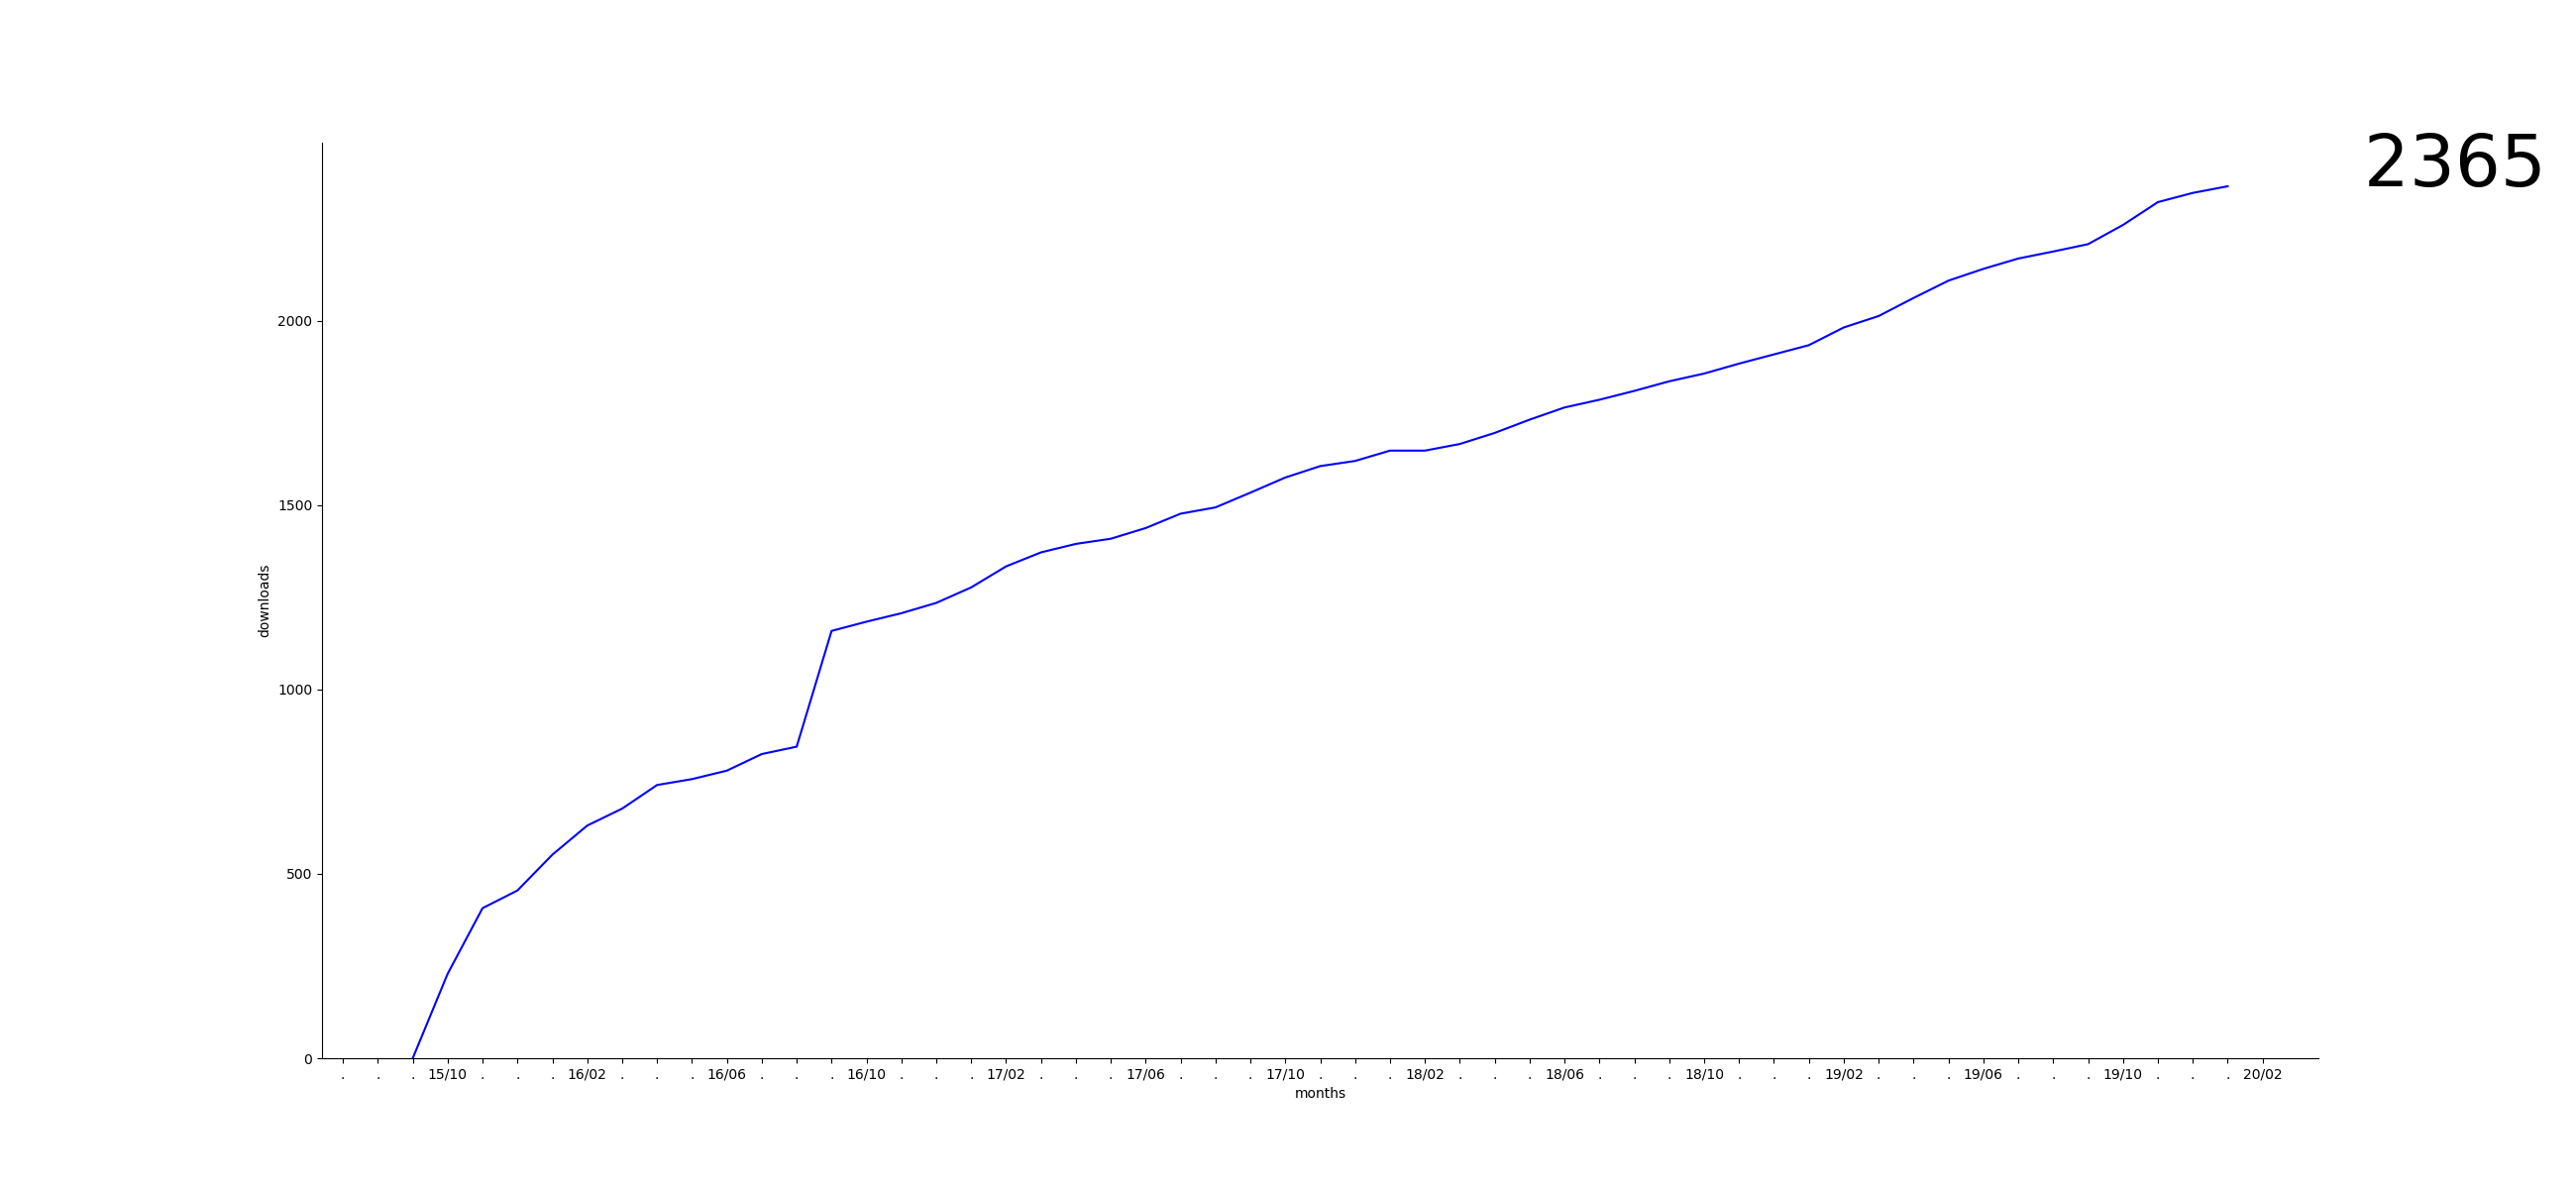 2365
2000
1500
1000
500
0
downloads
. . . 15/10 . . . 16/02 . . . 16/06 . . . 16/10 . . . 17/02 . . . 17/06 . . . 17/10 . . . 18/02 . . . 18/06 . . . 18/10 . . . 19/02 . . . 19/06 . . . 19/10 . . . 20/02
months